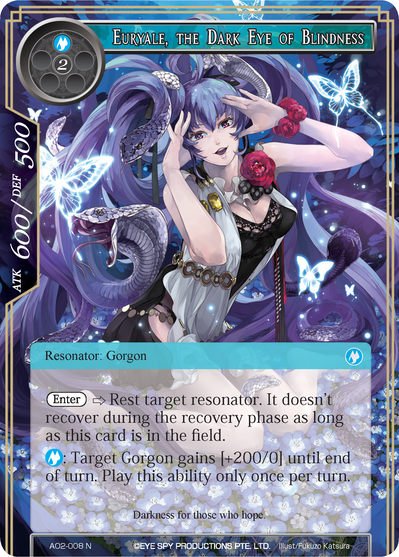 Euryale, the Dark Eye of Blindness
2
ATK 600/ DEF 500
Resonator: Gorgon
Enter ⇨ Rest target resonator. It doesn't
recover during the recovery phase as long
as this card is in the field.
: Target Gorgon gains [+200/0] until end
of turn. Play this ability only once per turn.
Darkness for those who hope.
A02-008 N
©EYE SPY PRODUCTIONS PTE. LTD.
Illust/Fukuzo Katsura